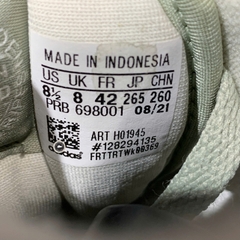 MADE IN INDONESIA
US UK FR JP CHN
8½ 8 42 265 260
PRB 698001 08/21
ART H01945
#128294135
adidas
FRTTRTWk88369